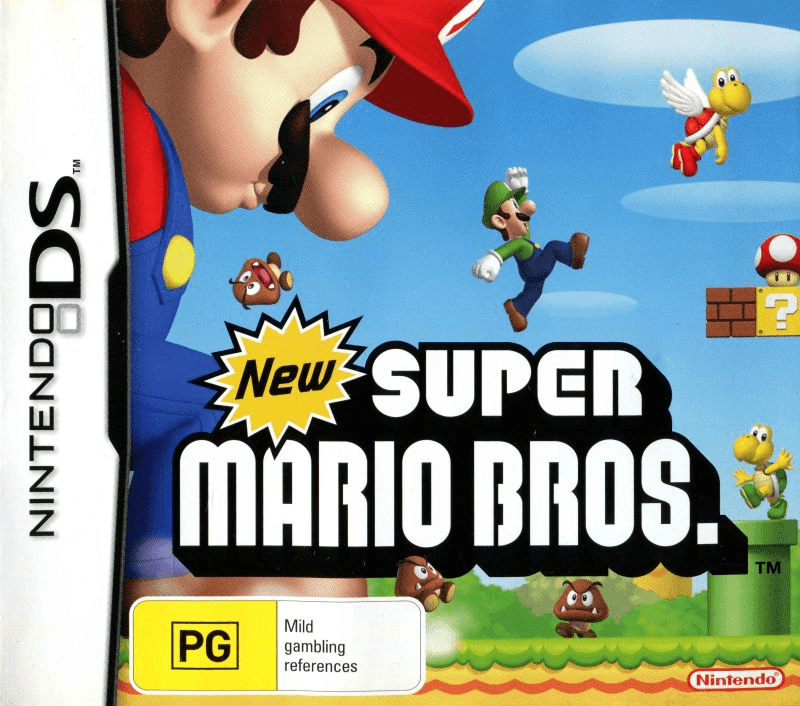 NINTENDO DS™
New SUPER
MARIO BROS.
™
?
PG
Mild
gambling
references
Nintendo®